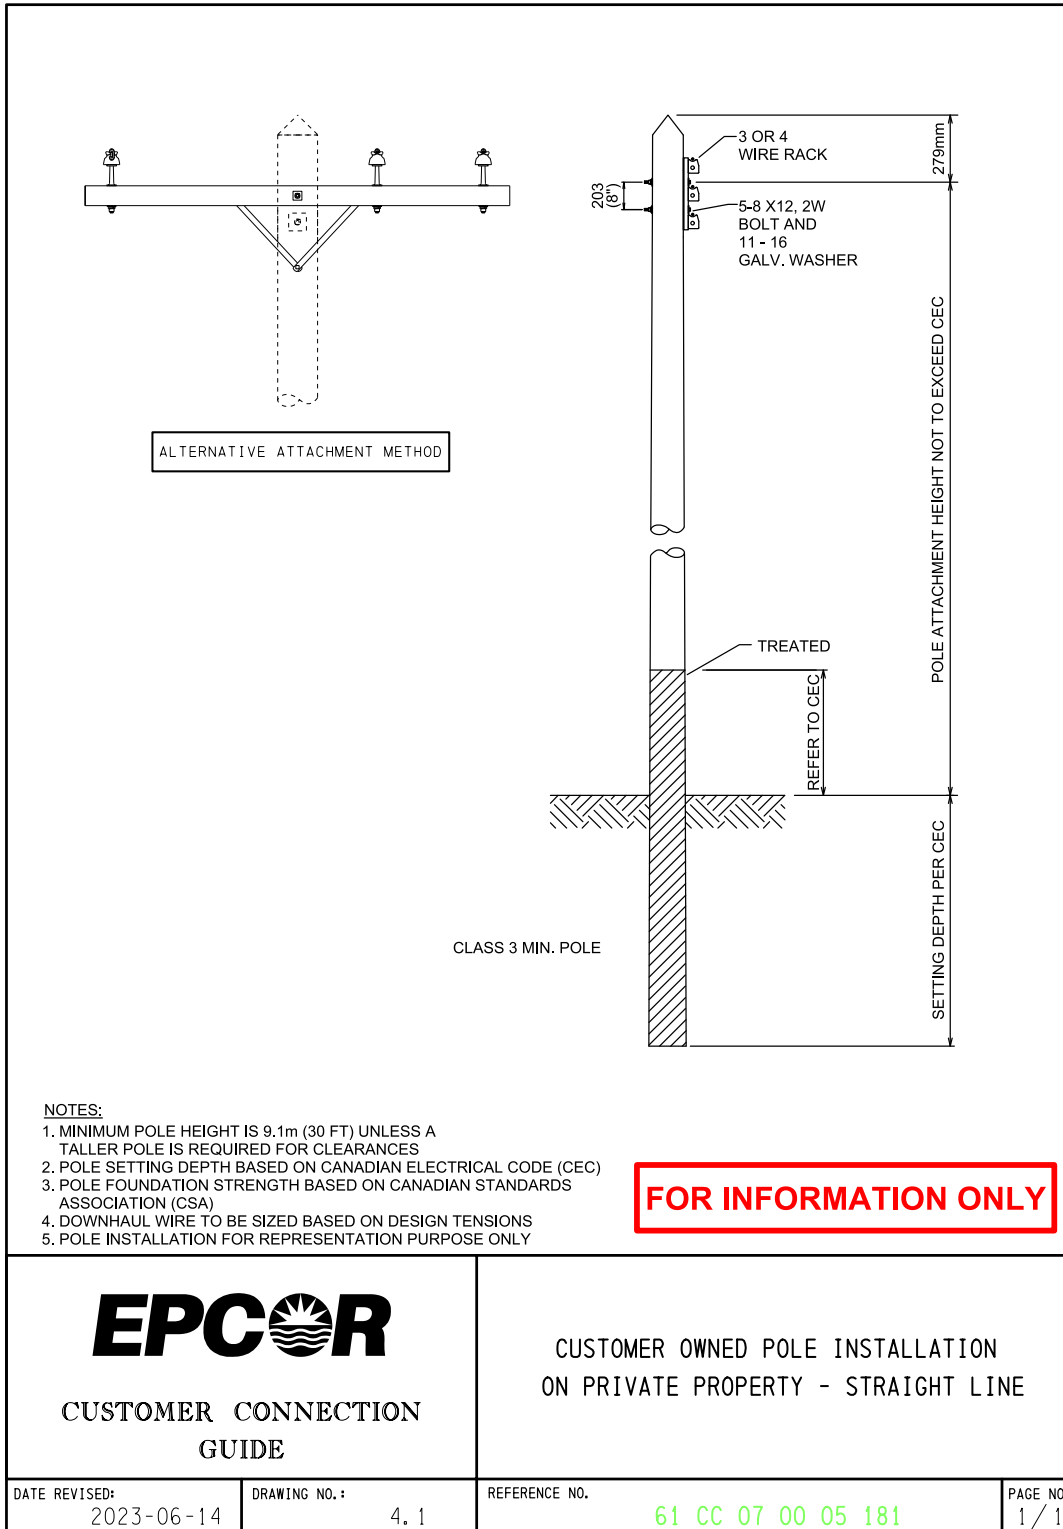 3 OR 4
WIRE RACK
279mm
203
(8")
5-8 X12, 2W
BOLT AND
11 - 16
GALV. WASHER
POLE ATTACHMENT HEIGHT NOT TO EXCEED CEC
ALTERNATIVE ATTACHMENT METHOD
TREATED
REFER TO CEC
SETTING DEPTH PER CEC
CLASS 3 MIN. POLE
NOTES:
1. MINIMUM POLE HEIGHT IS 9.1m (30 FT) UNLESS A
TALLER POLE IS REQUIRED FOR CLEARANCES
2. POLE SETTING DEPTH BASED ON CANADIAN ELECTRICAL CODE (CEC)
3. POLE FOUNDATION STRENGTH BASED ON CANADIAN STANDARDS
ASSOCIATION (CSA)
4. DOWNHAUL WIRE TO BE SIZED BASED ON DESIGN TENSIONS
5. POLE INSTALLATION FOR REPRESENTATION PURPOSE ONLY
FOR INFORMATION ONLY
EPCOR
CUSTOMER CONNECTION
GUIDE
CUSTOMER OWNED POLE INSTALLATION
ON PRIVATE PROPERTY - STRAIGHT LINE
DATE REVISED:
2023-06-14
DRAWING NO.:
4.1
REFERENCE NO.
61 CC 07 00 05 181
PAGE NO
1/1